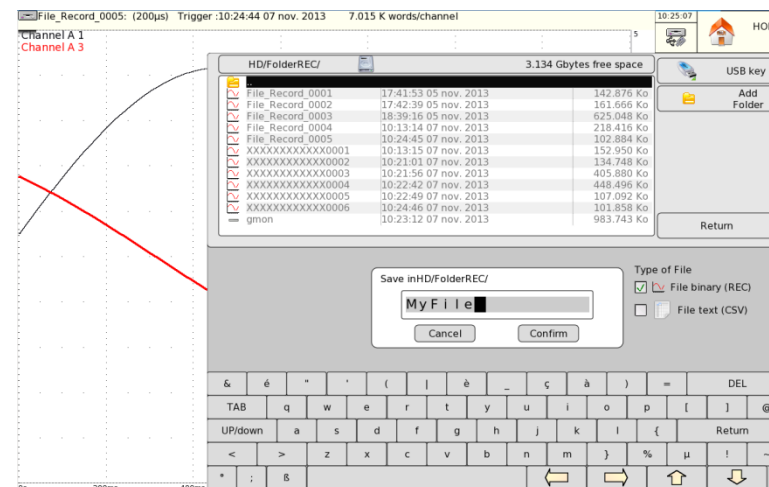 File_Record_0005: (200µs) Trigger :10:24:44 07 nov. 2013 7.015 K words/channel
10:25:07
Channel A 1
Channel A 3
5
HD/FolderREC/ 3.134 Gbytes free space
USB key
..
File_Record_0001 17:41:53 05 nov. 2013 142.876 Ko
File_Record_0002 17:42:39 05 nov. 2013 161.666 Ko
File_Record_0003 18:39:16 05 nov. 2013 625.048 Ko
File_Record_0004 10:13:14 07 nov. 2013 218.416 Ko
File_Record_0005 10:24:45 07 nov. 2013 102.884 Ko
XXXXXXXXXXXX0001 10:13:15 07 nov. 2013 152.950 Ko
XXXXXXXXXXXX0002 10:21:01 07 nov. 2013 134.748 Ko
XXXXXXXXXXXX0003 10:21:56 07 nov. 2013 405.880 Ko
XXXXXXXXXXXX0004 10:22:42 07 nov. 2013 448.496 Ko
XXXXXXXXXXXX0005 10:22:49 07 nov. 2013 107.092 Ko
XXXXXXXXXXXX0006 10:24:46 07 nov. 2013 101.858 Ko
gmon 10:23:12 07 nov. 2013 983.743 Ko
Add
Folder
Return
Save inHD/FolderREC/
MyFile
Cancel Confirm
Type of File
File binary (REC)
File text (CSV)
& é " ' ( | è _ ç à ) = DEL
TAB q w e r t y u i o p [ ] @
UP/down a s d f g h j k l { Return
< > z x c v b n m } % µ ! ~
* ; ß
200ms 400ms